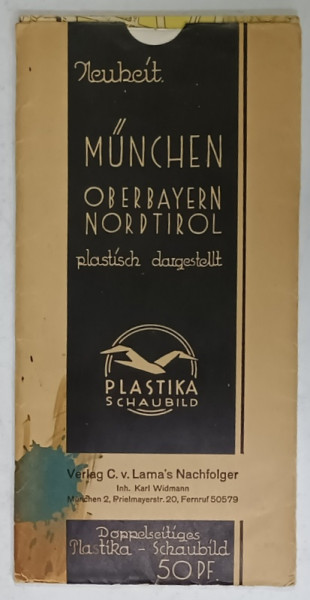 Neuheit.
MÜNCHEN
OBERBAYERN
NORDTIROL
plastisch dargestellt
PLASTIKA
SCHAUBILD
Verlag C. v. Lama's Nachfolger
Inh. Karl Widmann
München 2, Prielmayerstr. 20, Fernruf 50579
Doppelseitiges
Plastika - Schaubild
50 PF.